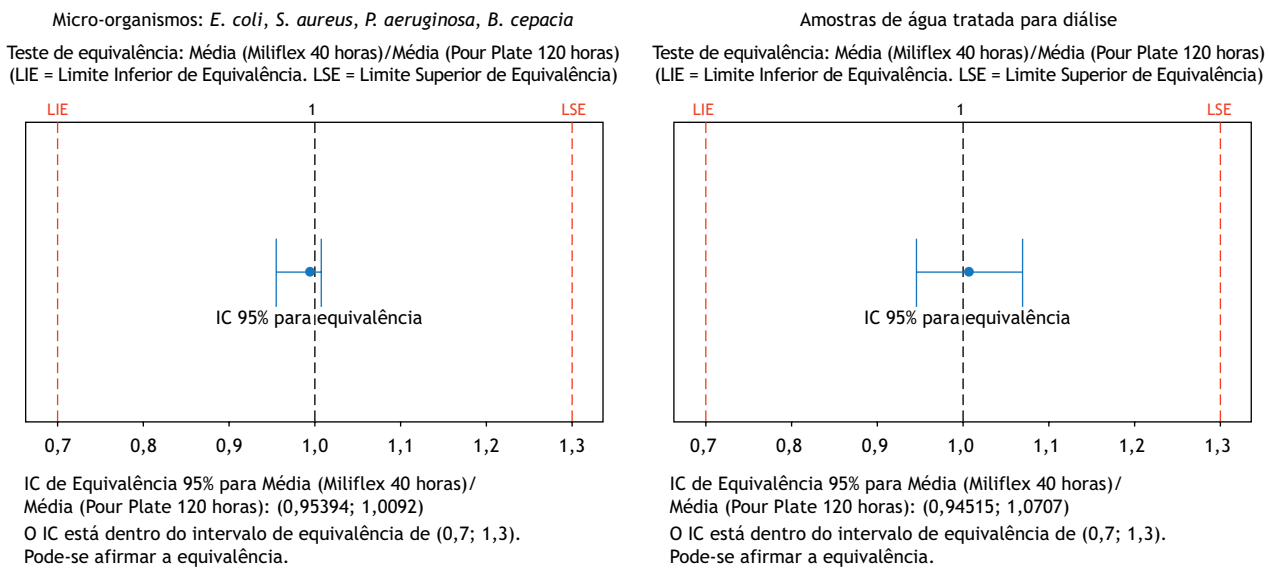 Micro-organismos: E. coli, S. aureus, P. aeruginosa, B. cepacia
Teste de equivalência: Média (Miliflex 40 horas)/Média (Pour Plate 120 horas)
(LIE = Limite Inferior de Equivalência. LSE = Limite Superior de Equivalência)
LIE 1 LSE
IC 95% para equivalência
0,7 0,8 0,9 1,0 1,1 1,2 1,3
IC de Equivalência 95% para Média (Miliflex 40 horas)/
Média (Pour Plate 120 horas): (0,95394; 1,0092)
O IC está dentro do intervalo de equivalência de (0,7; 1,3).
Pode-se afirmar a equivalência.
Amostras de água tratada para diálise
Teste de equivalência: Média (Miliflex 40 horas)/Média (Pour Plate 120 horas)
(LIE = Limite Inferior de Equivalência. LSE = Limite Superior de Equivalência)
LIE 1 LSE
IC 95% para equivalência
0,7 0,8 0,9 1,0 1,1 1,2 1,3
IC de Equivalência 95% para Média (Miliflex 40 horas)/
Média (Pour Plate 120 horas): (0,94515; 1,0707)
O IC está dentro do intervalo de equivalência de (0,7; 1,3).
Pode-se afirmar a equivalência.